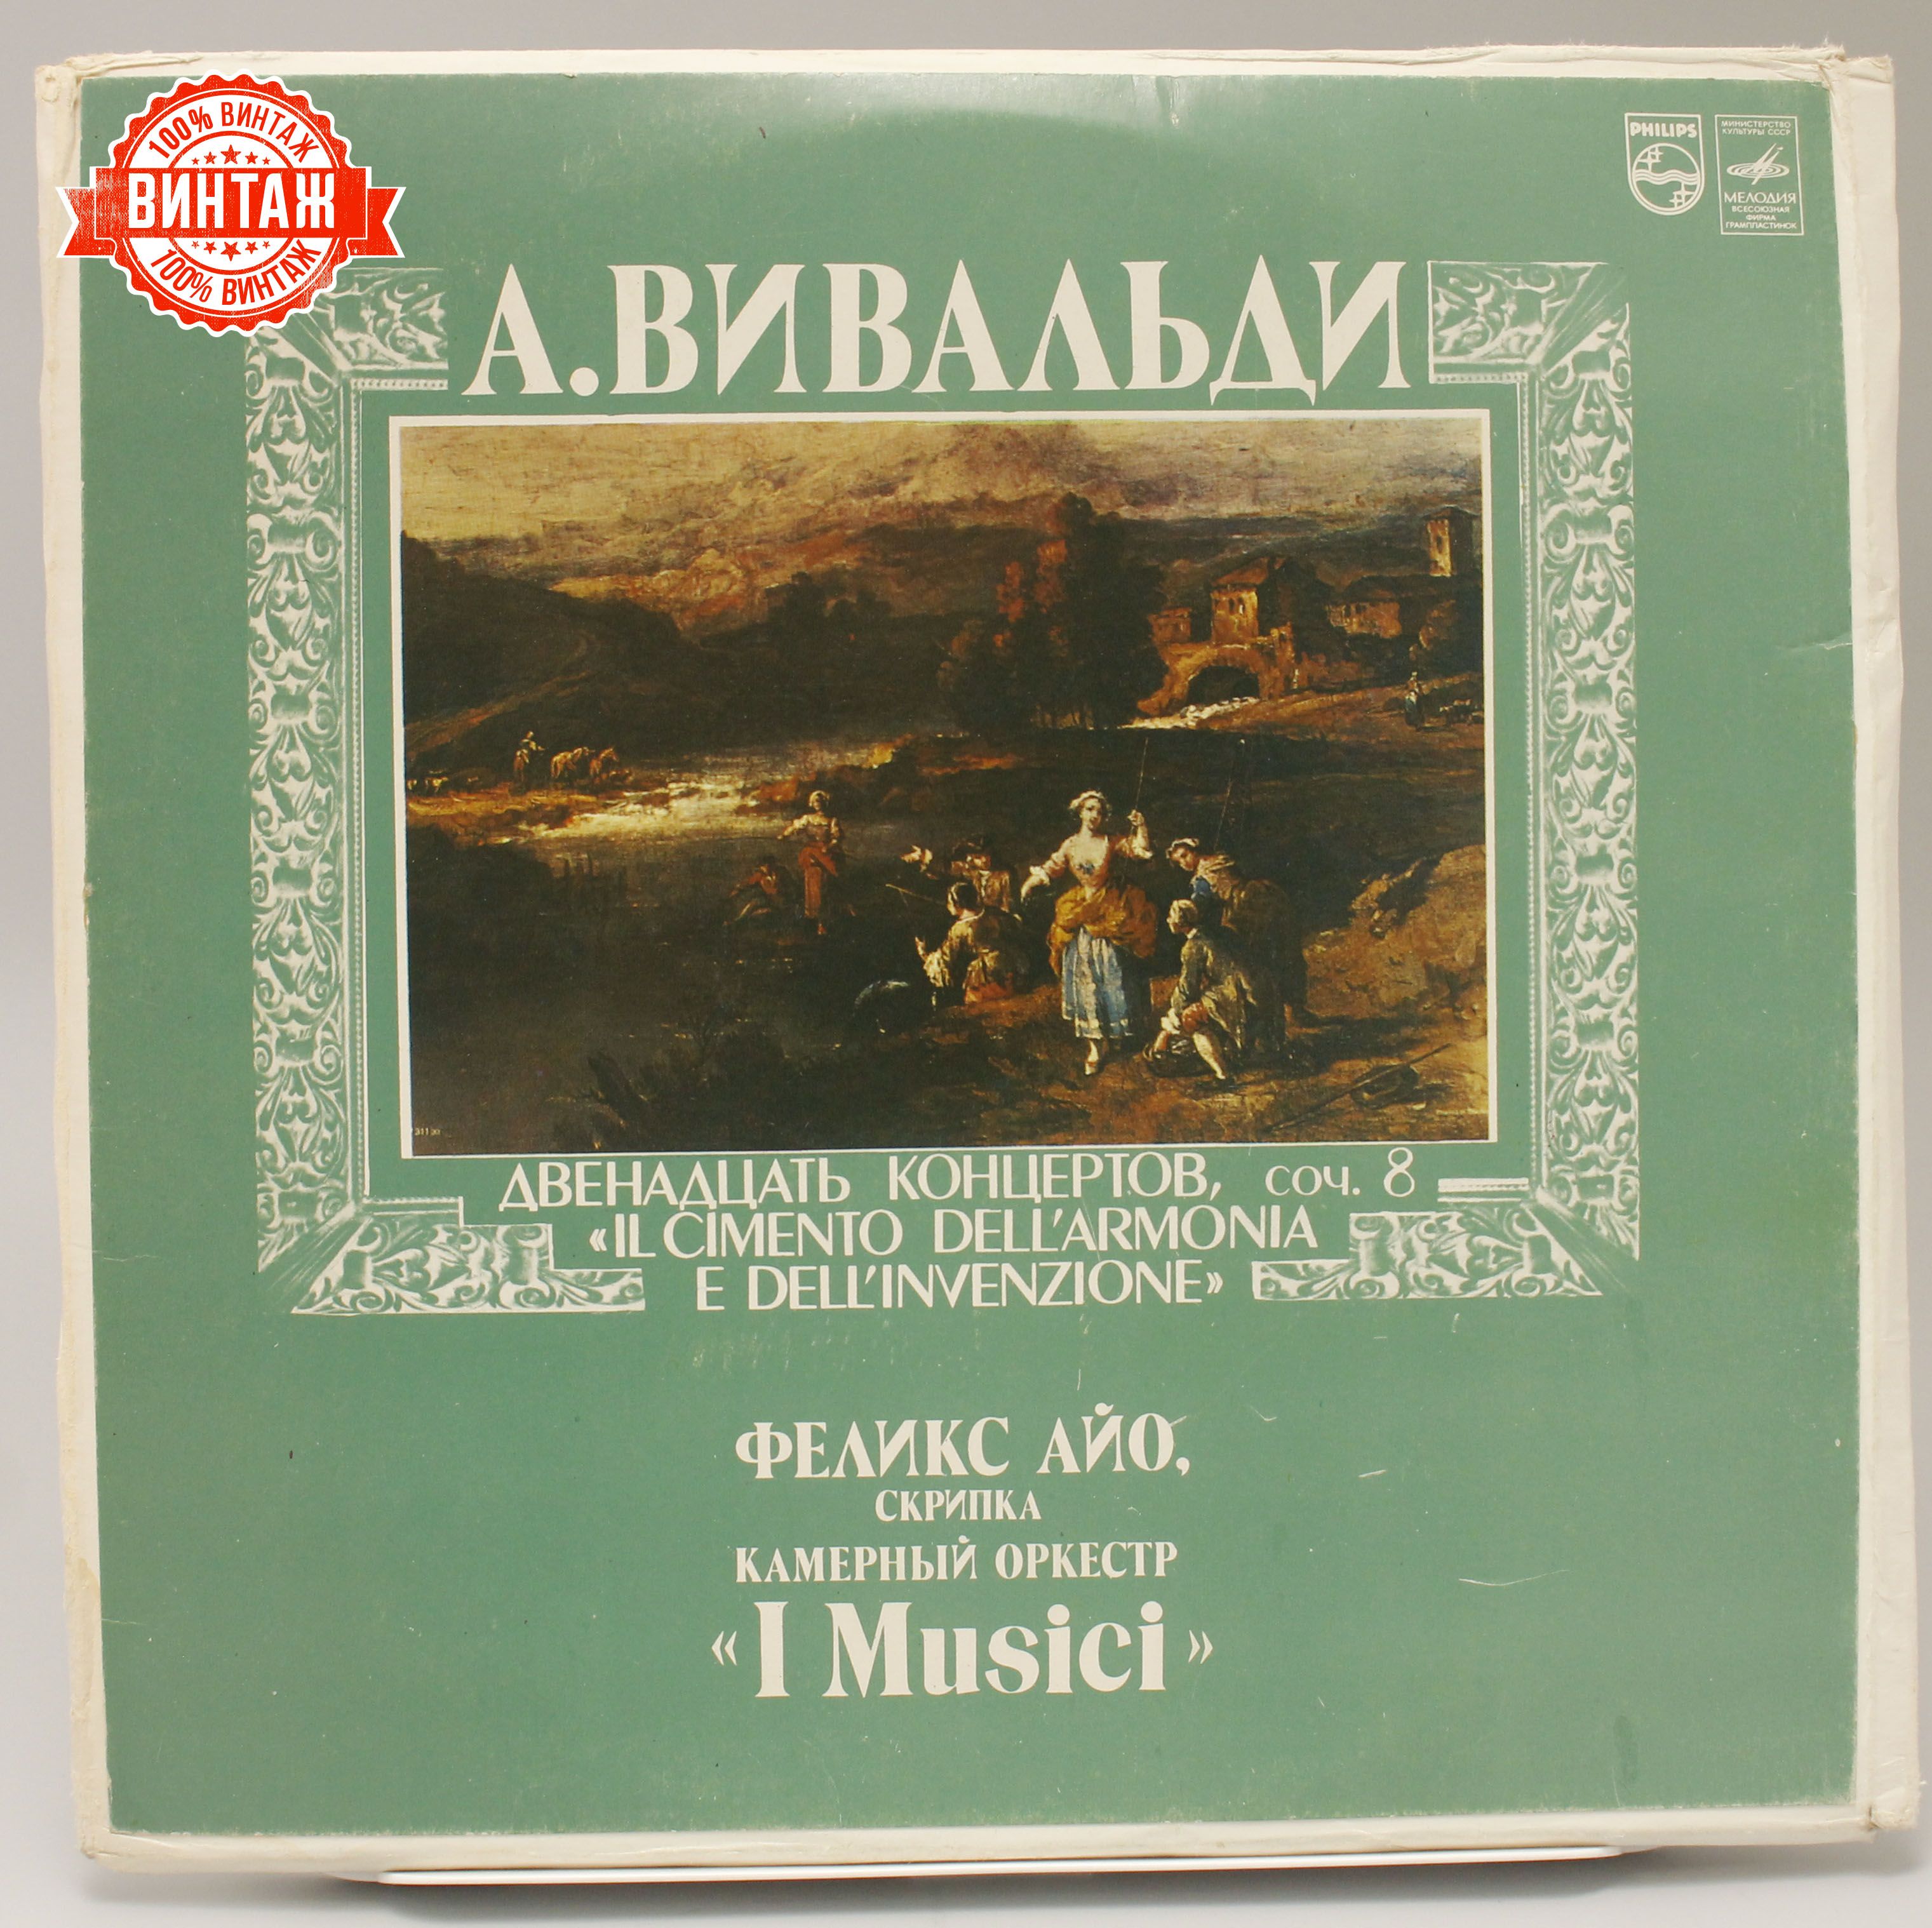 100% ВИНТАЖ
ВИНТАЖ
100% ВИНТАЖ
PHILIPS
МИНИСТЕРСТВО
КУЛЬТУРЫ СССР
МЕЛОДИЯ
ВСЕСОЮЗНАЯ
ФИРМА
ГРАМПЛАСТИНОК
А.ВИВАЛЬДИ
ДВЕНАДЦАТЬ КОНЦЕРТОВ, соч. 8
«IL CIMENTO DELL'ARMONIA
E DELL'INVENZIONE»
ФЕЛИКС АЙО,
СКРИПКА
КАМЕРНЫЙ ОРКЕСТР
«I Musici»